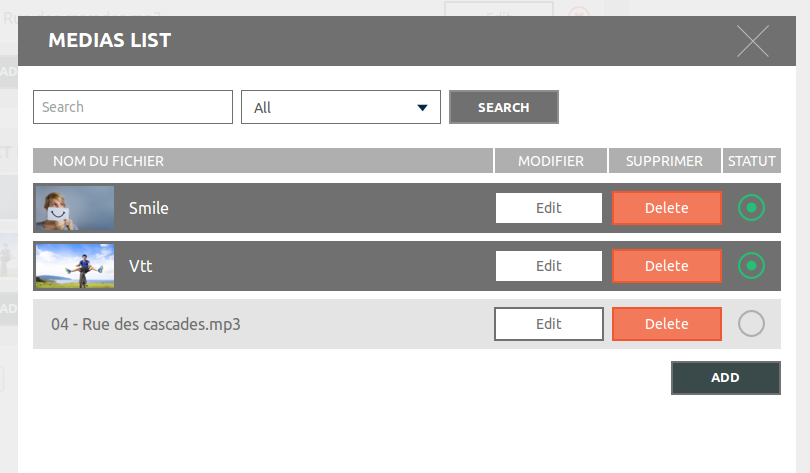 MEDIAS LIST
Search
All
SEARCH
NOM DU FICHIER MODIFIER SUPPRIMER STATUT
Smile Edit Delete
Vtt Edit Delete
04 - Rue des cascades.mp3 Edit Delete
ADD